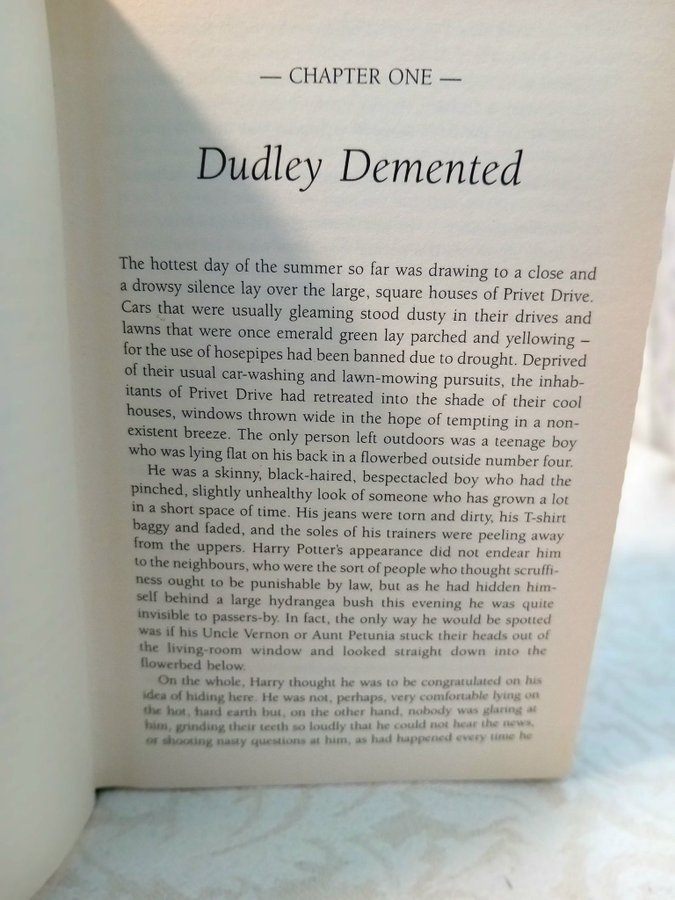 — CHAPTER ONE —
Dudley Demented
The hottest day of the summer so far was drawing to a close and
a drowsy silence lay over the large, square houses of Privet Drive.
Cars that were usually gleaming stood dusty in their drives and
lawns that were once emerald green lay parched and yellowing –
for the use of hosepipes had been banned due to drought. Deprived
of their usual car-washing and lawn-mowing pursuits, the inhab-
itants of Privet Drive had retreated into the shade of their cool
houses, windows thrown wide in the hope of tempting in a non-
existent breeze. The only person left outdoors was a teenage boy
who was lying flat on his back in a flowerbed outside number four.
He was a skinny, black-haired, bespectacled boy who had the
pinched, slightly unhealthy look of someone who has grown a lot
in a short space of time. His jeans were torn and dirty, his T-shirt
baggy and faded, and the soles of his trainers were peeling away
from the uppers. Harry Potter's appearance did not endear him
to the neighbours, who were the sort of people who thought scruffi-
ness ought to be punishable by law, but as he had hidden him-
self behind a large hydrangea bush this evening he was quite
invisible to passers-by. In fact, the only way he would be spotted
was if his Uncle Vernon or Aunt Petunia stuck their heads out of
the living-room window and looked straight down into the
flowerbed below.
On the whole, Harry thought he was to be congratulated on his
idea of hiding here. He was not, perhaps, very comfortable lying on
the hot, hard earth but, on the other hand, nobody was glaring at
him, grinding their teeth so loudly that he could not hear the news,
or shooting nasty questions at him, as had happened every time he